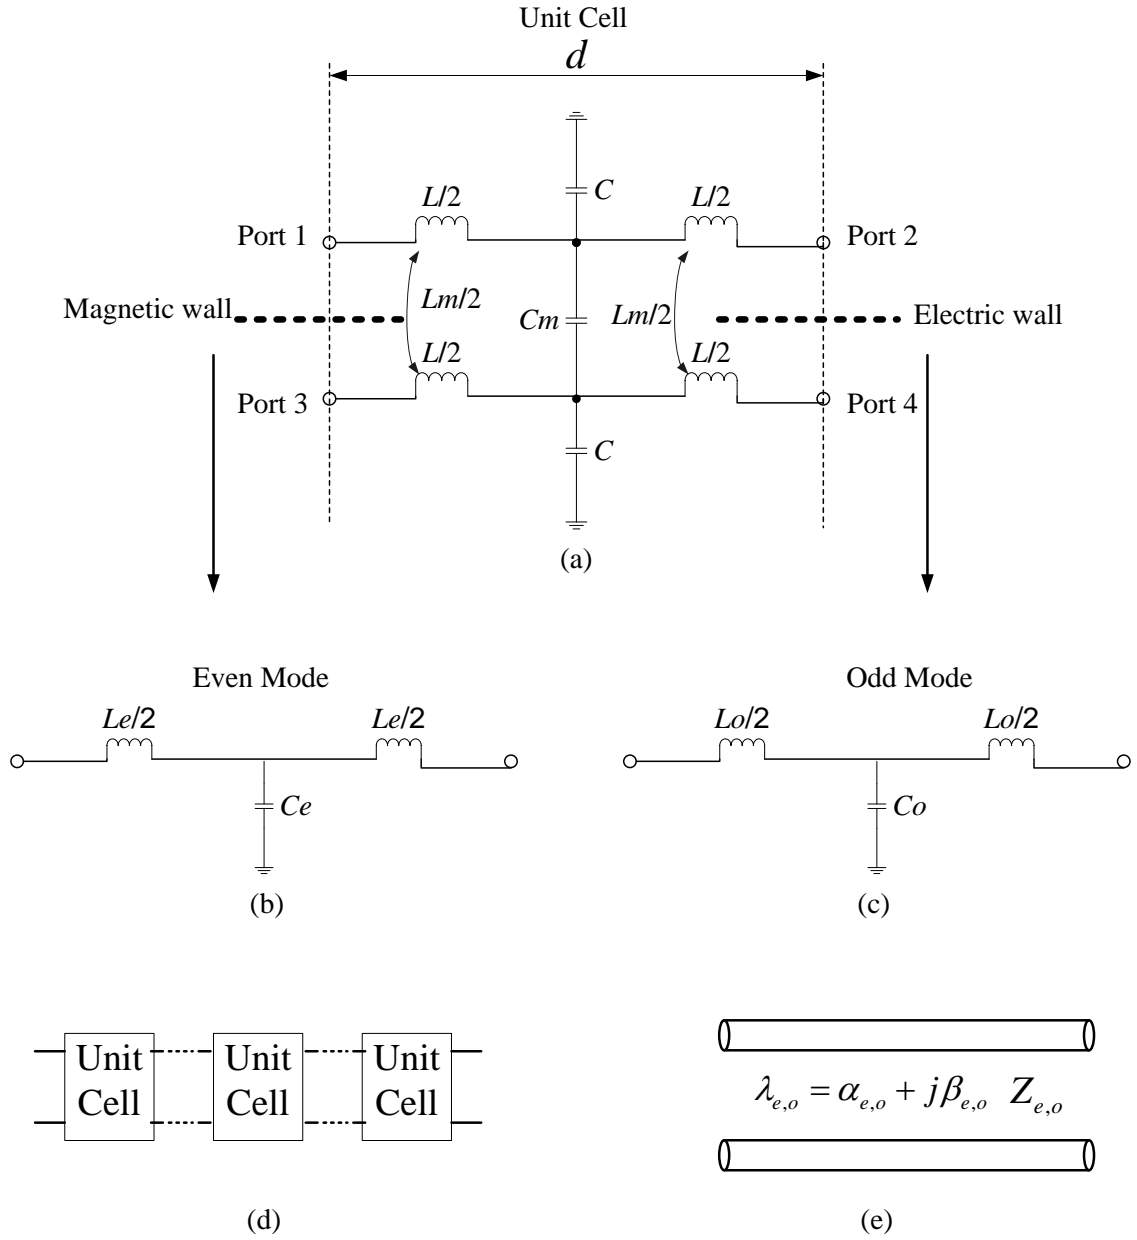 Unit Cell
d
C
L/2
L/2
Port 1
Port 2
Magnetic wall
Lm/2
Cm
Lm/2
Electric wall
L/2
L/2
Port 3
Port 4
C
(a)
Even Mode
Odd Mode
Le/2
Le/2
Lo/2
Lo/2
Ce
Co
(b)
(c)
Unit
Cell
Unit
Cell
Unit
Cell
λe,o = αe,o + jβe,o Ze,o
(d)
(e)